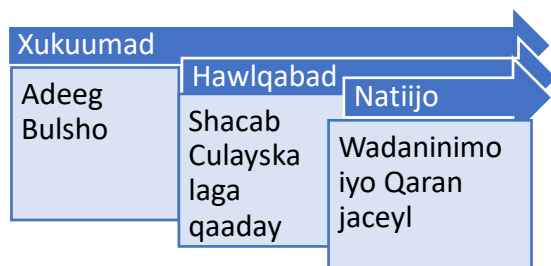 Xukuumad
Adeeg
Bulsho
Hawlqabad
Shacab
Culayska
laga
qaaday
Natiijo
Wadaninimo
iyo Qaran
jaceyl